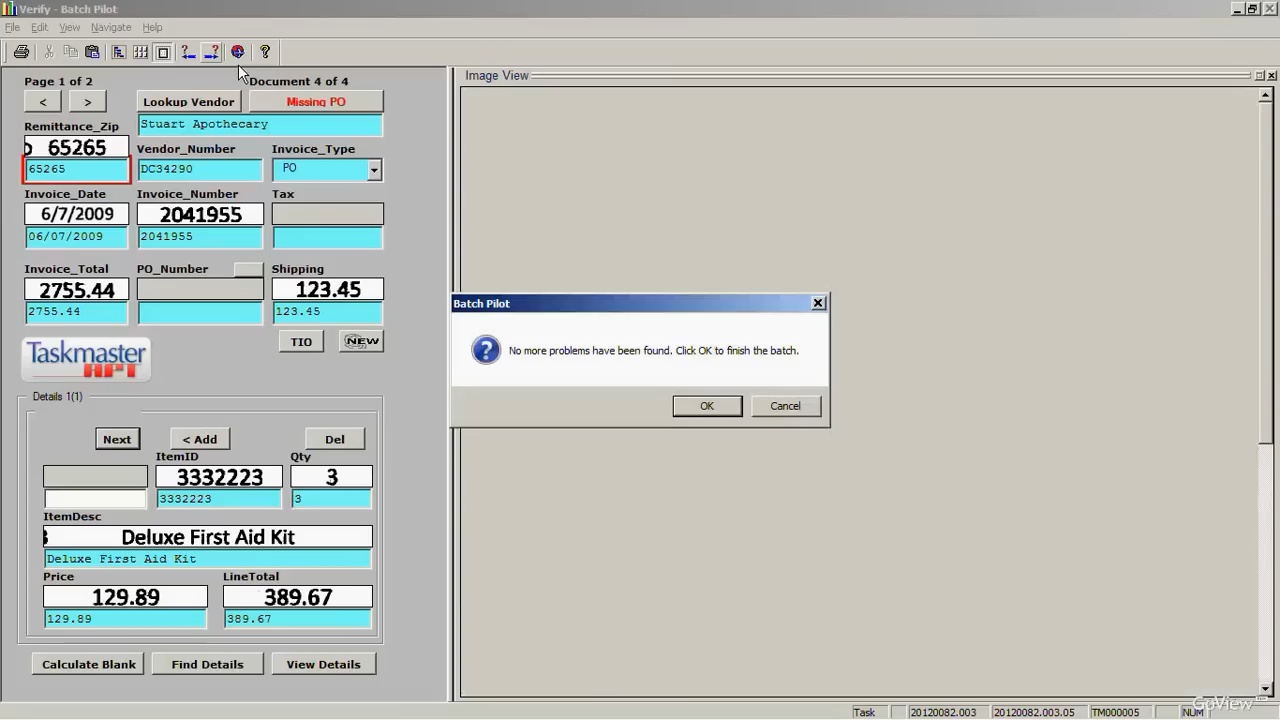 Verify - Batch Pilot
File Edit View Navigate Help
Page 1 of 2
Document 4 of 4
< >
Lookup Vendor
Missing PO
Remittance_Zip
Stuart Apothecary
65265
65265
Vendor_Number
DC34290
Invoice_Type
PO
Invoice_Date
6/7/2009
06/07/2009
Invoice_Number
2041955
2041955
Tax
Invoice_Total
2755.44
2755.44
PO_Number
Shipping
123.45
123.45
TIO
NEW
Taskmaster
Details 1(1)
Next
< Add
Del
ItemID
3332223
3332223
Qty
3
3
ItemDesc
Deluxe First Aid Kit
Deluxe First Aid Kit
Price
129.89
129.89
LineTotal
389.67
389.67
Calculate Blank
Find Details
View Details
Image View
Batch Pilot
No more problems have been found. Click OK to finish the batch.
OK
Cancel
GoView
Task
20120082.003
20120082.003.05
TM000005
NUM